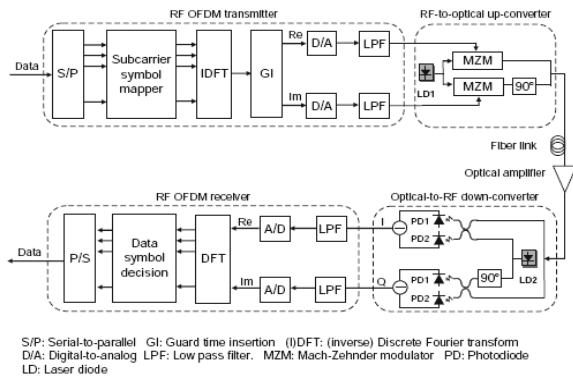 RF OFDM transmitter
RF-to-optical up-converter
Data
S/P
Subcarrier
symbol
mapper
IDFT
GI
Re
D/A
LPF
Im
D/A
LPF
LD1
MZM
MZM
90°
Fiber link
Optical amplifier
RF OFDM receiver
Optical-to-RF down-converter
Data
P/S
Data
symbol
decision
DFT
Re
A/D
LPF
I
PD1
PD2
Im
A/D
LPF
Q
PD1
PD2
90°
LD2
S/P: Serial-to-parallel GI: Guard time insertion (I)DFT: (inverse) Discrete Fourier transform
D/A: Digital-to-analog LPF: Low pass filter. MZM: Mach-Zehnder modulator PD: Photodiode
LD: Laser diode